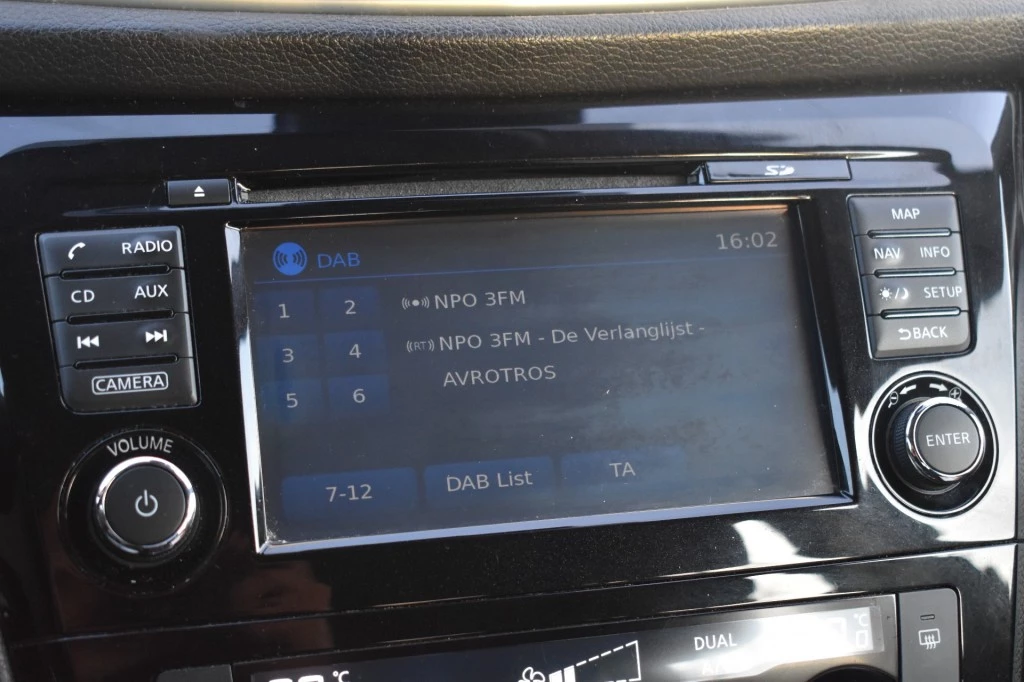 SD
RADIO
CD AUX
CAMERA
VOLUME
DAB
16:02
1 2
3 4
5 6
NPO 3FM
(RT) NPO 3FM - De Verlanglijst -
AVROTROS
7-12 DAB List TA
MAP
NAV INFO
SETUP
BACK
ENTER
DUAL
°C
°C